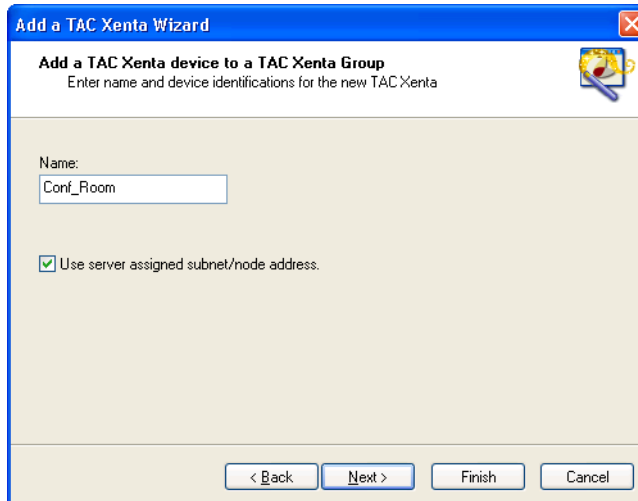 Add a TAC Xenta Wizard
Add a TAC Xenta device to a TAC Xenta Group
Enter name and device identifications for the new TAC Xenta
Name:
Conf_Room
Use server assigned subnet/node address.
< Back Next > Finish Cancel